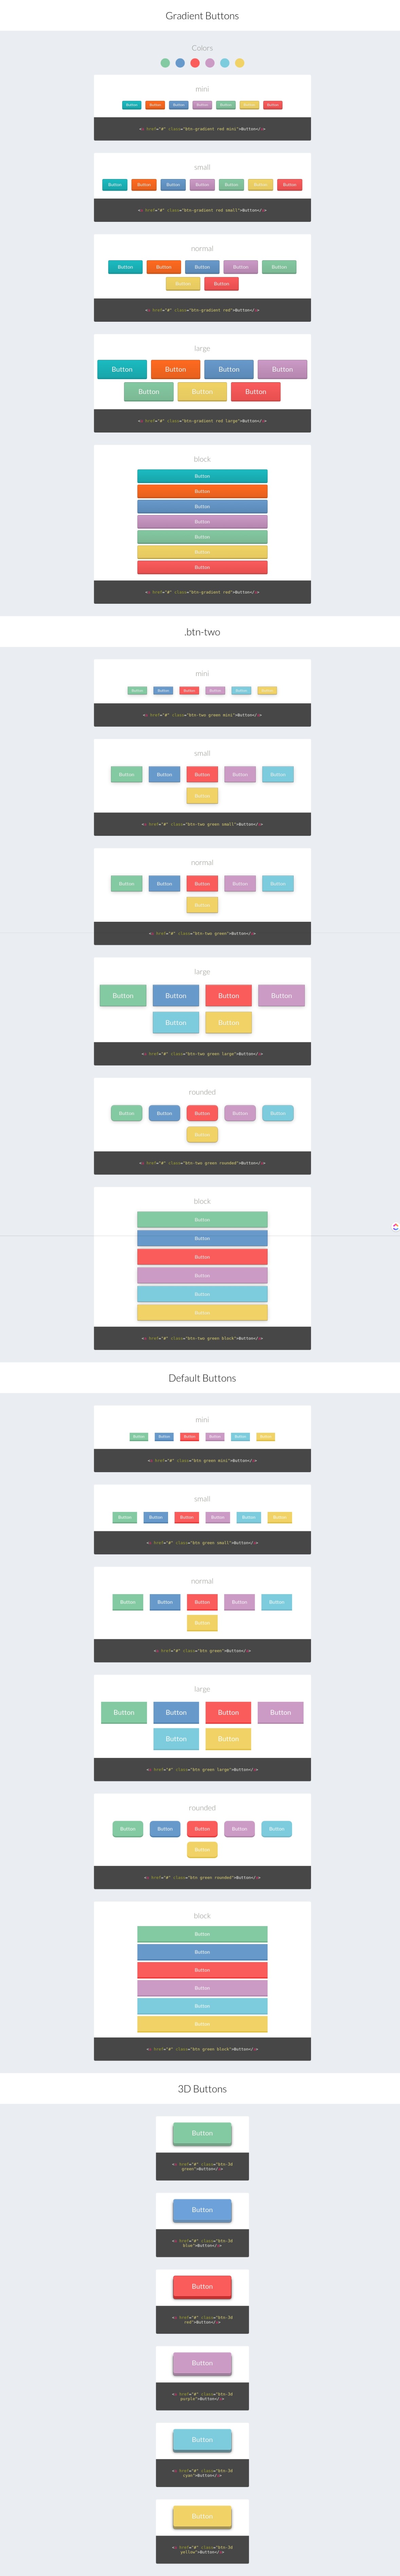 Gradient Buttons
Colors
mini
Button Button Button Button Button Button Button
<a href="#" class="btn-gradient red mini">Button</a>
small
Button Button Button Button Button Button Button
<a href="#" class="btn-gradient red small">Button</a>
normal
Button Button Button Button Button
Button Button
<a href="#" class="btn-gradient red">Button</a>
large
Button Button Button Button
Button Button Button
<a href="#" class="btn-gradient red large">Button</a>
block
Button
Button
Button
Button
Button
Button
Button
<a href="#" class="btn-gradient red">Button</a>
.btn-two
mini
Button Button Button Button Button Button
<a href="#" class="btn-two green mini">Button</a>
small
Button Button Button Button Button
Button
<a href="#" class="btn-two green small">Button</a>
normal
Button Button Button Button Button
Button
<a href="#" class="btn-two green">Button</a>
large
Button Button Button Button
Button Button
<a href="#" class="btn-two green large">Button</a>
rounded
Button Button Button Button Button
Button
<a href="#" class="btn-two green rounded">Button</a>
block
Button
Button
Button
Button
Button
Button
<a href="#" class="btn-two green block">Button</a>
Default Buttons
mini
Button Button Button Button Button Button
<a href="#" class="btn green mini">Button</a>
small
Button Button Button Button Button Button
<a href="#" class="btn green small">Button</a>
normal
Button Button Button Button Button
Button
<a href="#" class="btn green">Button</a>
large
Button Button Button Button
Button Button
<a href="#" class="btn green large">Button</a>
rounded
Button Button Button Button Button
Button
<a href="#" class="btn green rounded">Button</a>
block
Button
Button
Button
Button
Button
Button
<a href="#" class="btn green block">Button</a>
3D Buttons
Button
<a href="#" class="btn-3d
green">Button</a>
Button
<a href="#" class="btn-3d
blue">Button</a>
Button
<a href="#" class="btn-3d
red">Button</a>
Button
<a href="#" class="btn-3d
purple">Button</a>
Button
<a href="#" class="btn-3d
cyan">Button</a>
Button
<a href="#" class="btn-3d
yellow">Button</a>